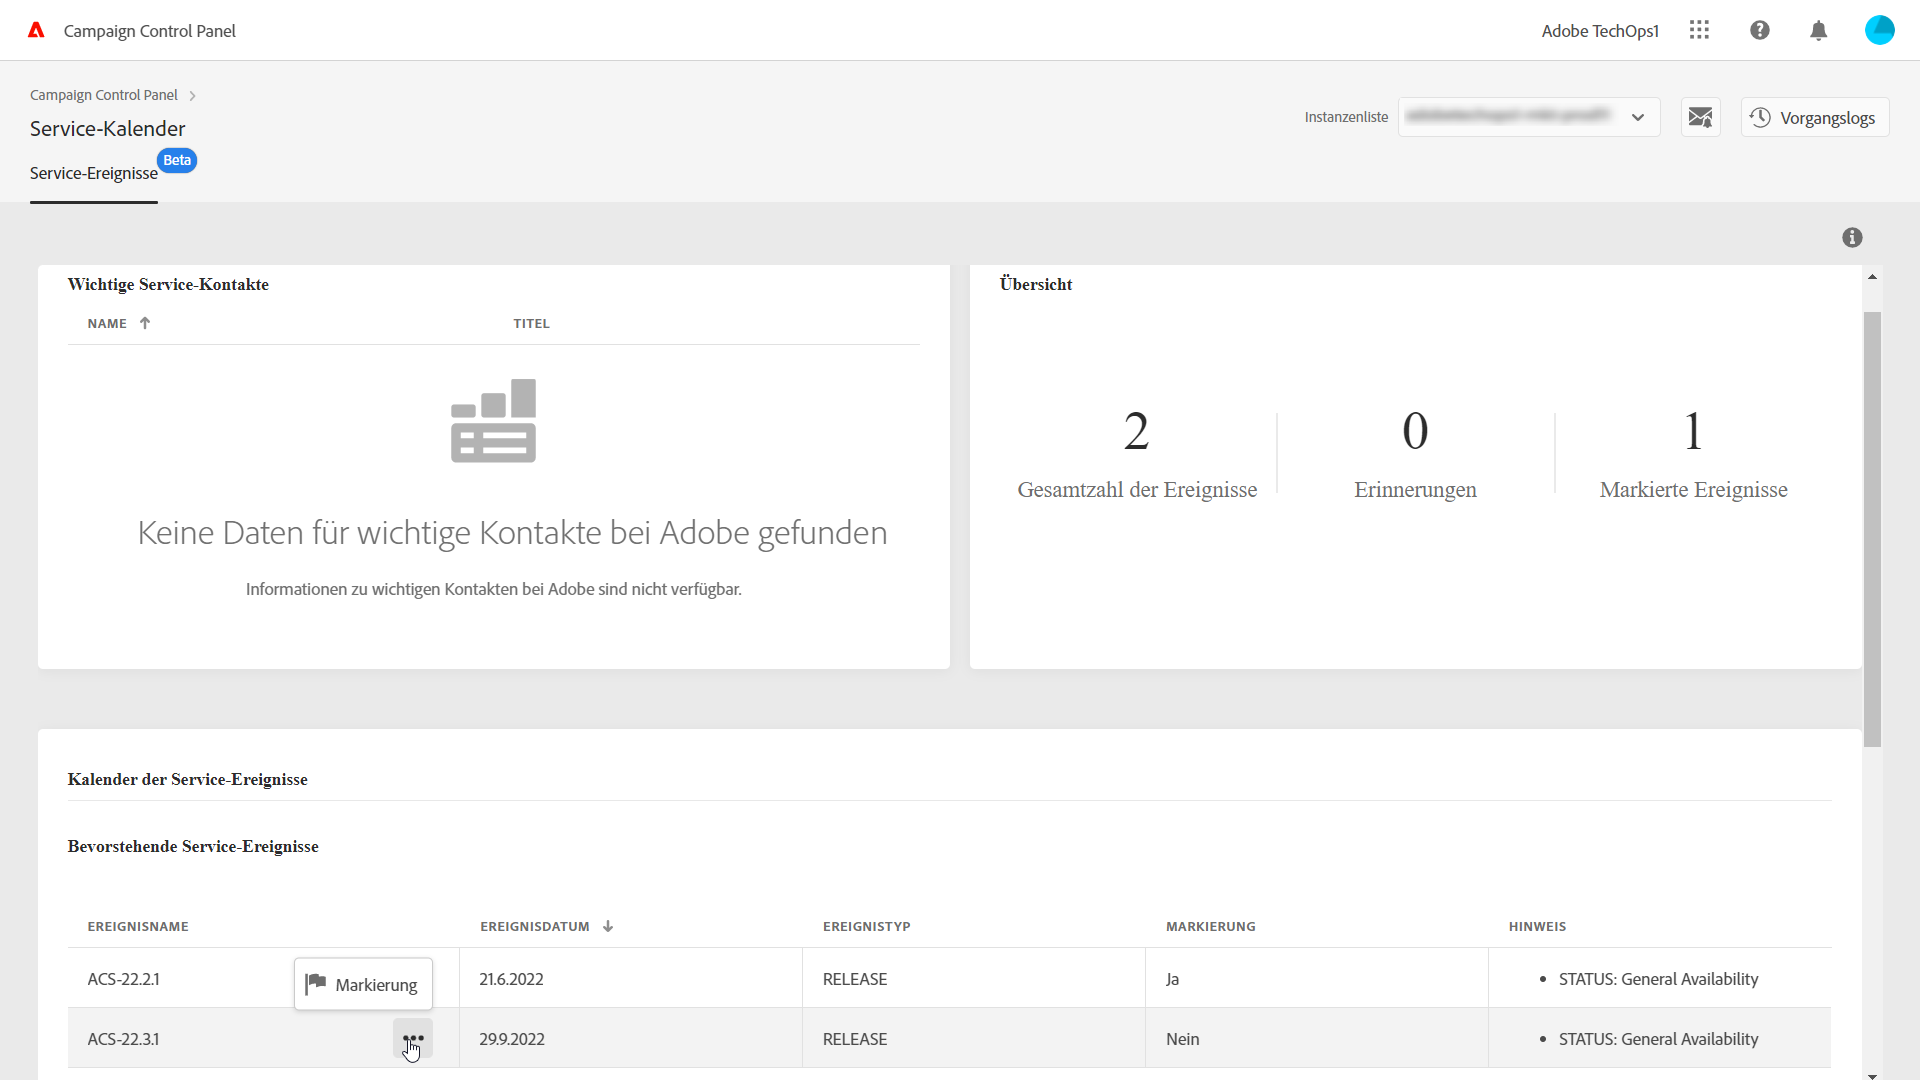 Campaign Control Panel
Adobe TechOps1
Campaign Control Panel
Service-Kalender
Instanzenliste
Vorgangslogs
Service-Ereignisse
Beta
Wichtige Service-Kontakte
NAME
TITEL
Keine Daten für wichtige Kontakte bei Adobe gefunden
Informationen zu wichtigen Kontakten bei Adobe sind nicht verfügbar.
Übersicht
2
Gesamtzahl der Ereignisse
0
Erinnerungen
1
Markierte Ereignisse
Kalender der Service-Ereignisse
Bevorstehende Service-Ereignisse
EREIGNISNAME EREIGNISDATUM EREIGNISTYP MARKIERUNG HINWEIS
ACS-22.2.1 21.6.2022 RELEASE Ja • STATUS: General Availability
Markierung
ACS-22.3.1 29.9.2022 RELEASE Nein • STATUS: General Availability